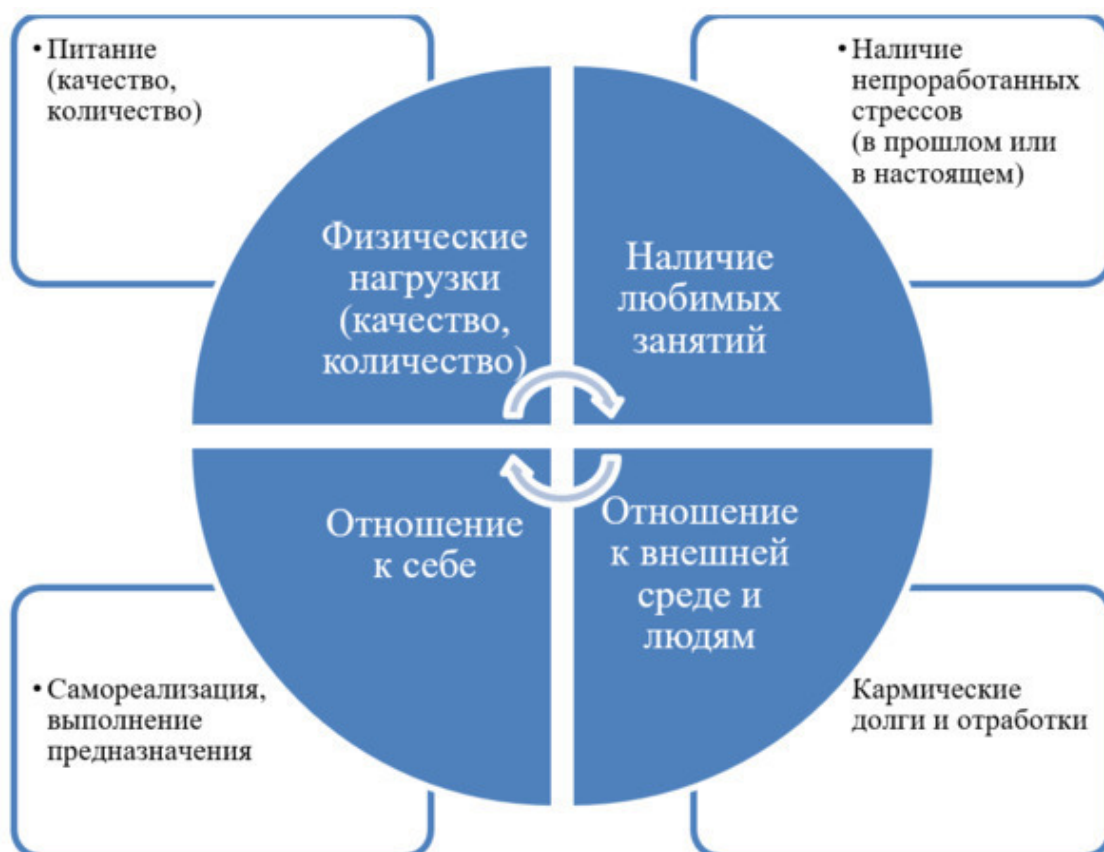 • Питание
(качество,
количество)
• Наличие
непроработанных
стрессов
(в прошлом или
в настоящем)
Физические
нагрузки
(качество,
количество)
Наличие
любимых
занятий
Отношение
к себе
Отношение
к внешней
среде и
людям
• Самореализация,
выполнение
предназначения
Кармические
долги и отработки